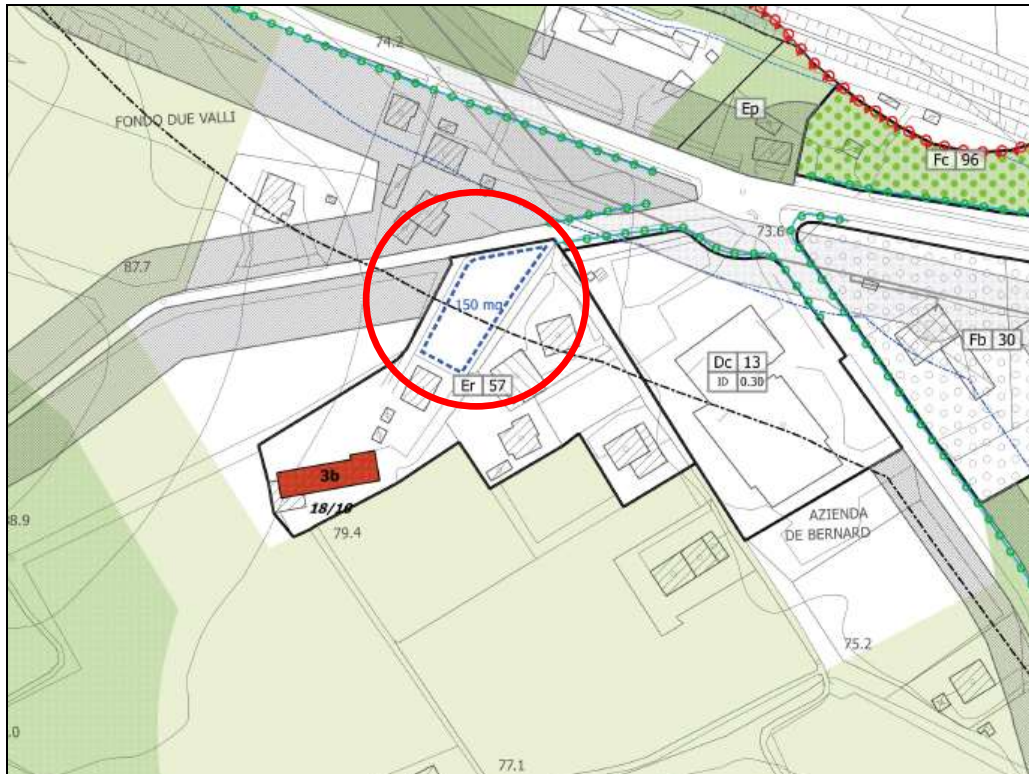 74.2
FONDO DUE VALLI
Ep
Fc 96
73.6
87.7
150 mq
Fb 30
Dc 13
ID 0.30
Er 57
3b
18/18
AZIENDA
DE BERNARD
79.4
75.2
77.1